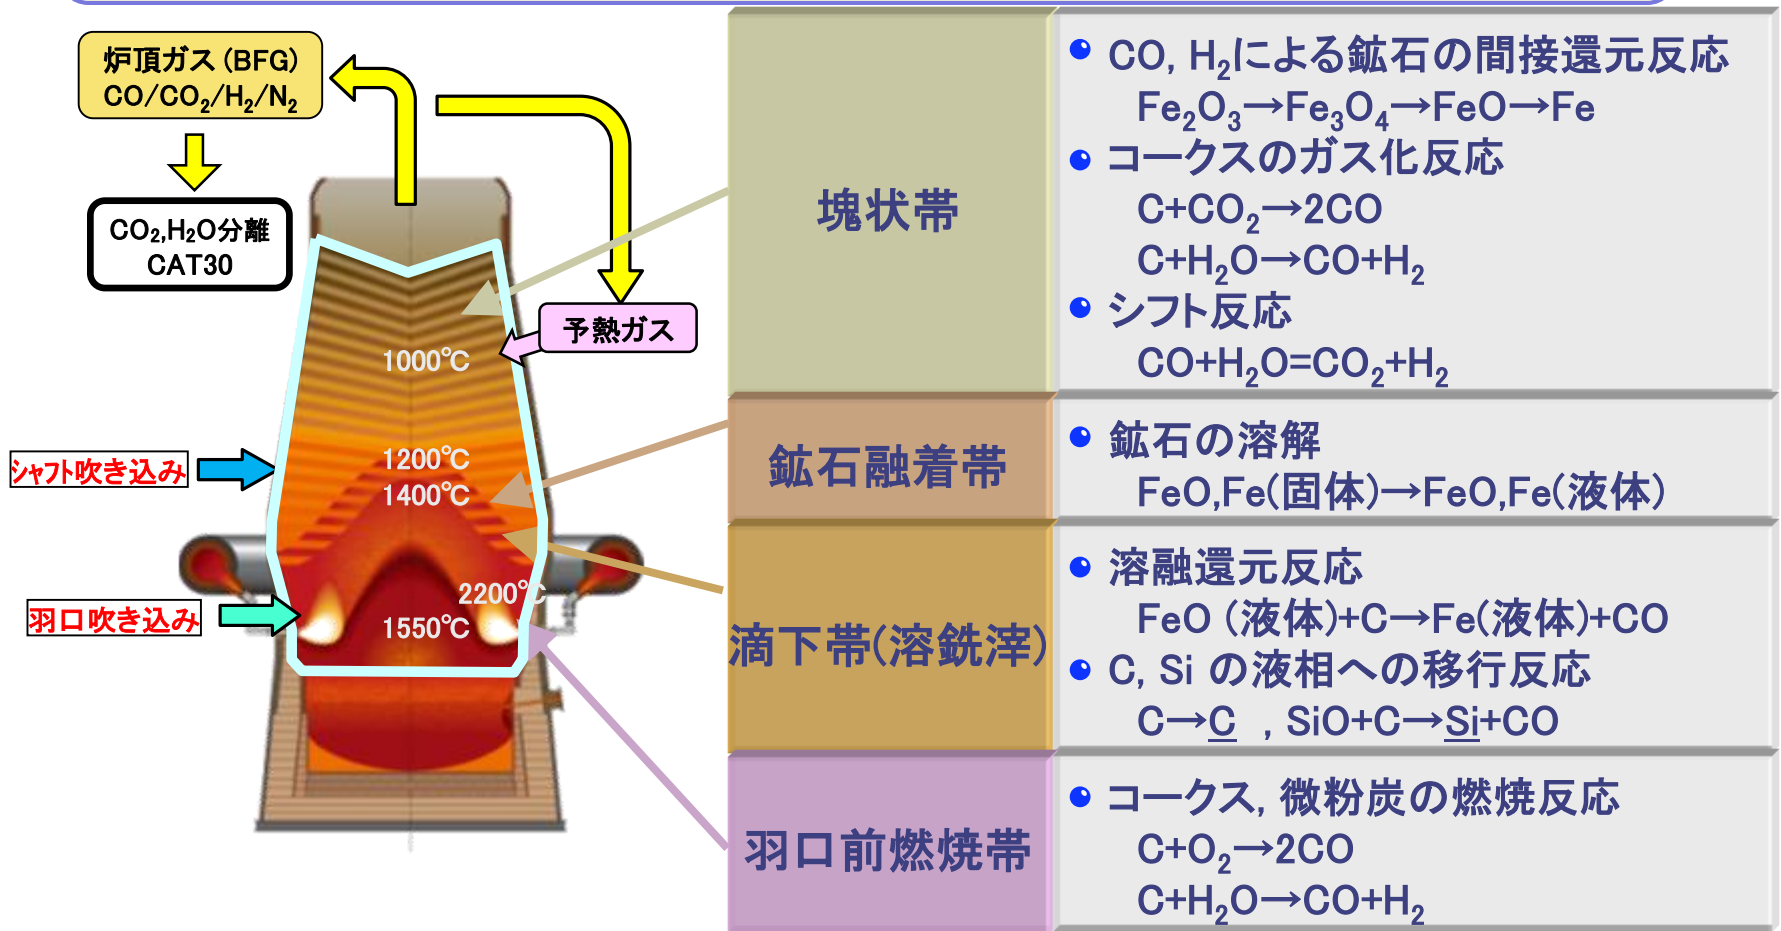 炉頂ガス (BFG)
CO/CO₂/H₂/N₂
CO₂,H₂O分離
CAT30
予熱ガス
1000℃
1200℃
1400℃
2200℃
1550℃
シャフト吹き込み
羽口吹き込み
塊状帯
CO, H₂による鉱石の間接還元反応
Fe₂O₃→Fe₃O₄→FeO→Fe
コークスのガス化反応
C+CO₂→2CO
C+H₂O→CO+H₂
シフト反応
CO+H₂O=CO₂+H₂
鉱石融着帯
鉱石の溶解
FeO,Fe(固体)→FeO,Fe(液体)
滴下帯(溶銑滓)
溶融還元反応
FeO (液体)+C→Fe(液体)+CO
C, Si の液相への移行反応
C→C , SiO+C→Si+CO
羽口前燃焼帯
コークス, 微粉炭の燃焼反応
C+O₂→2CO
C+H₂O→CO+H₂